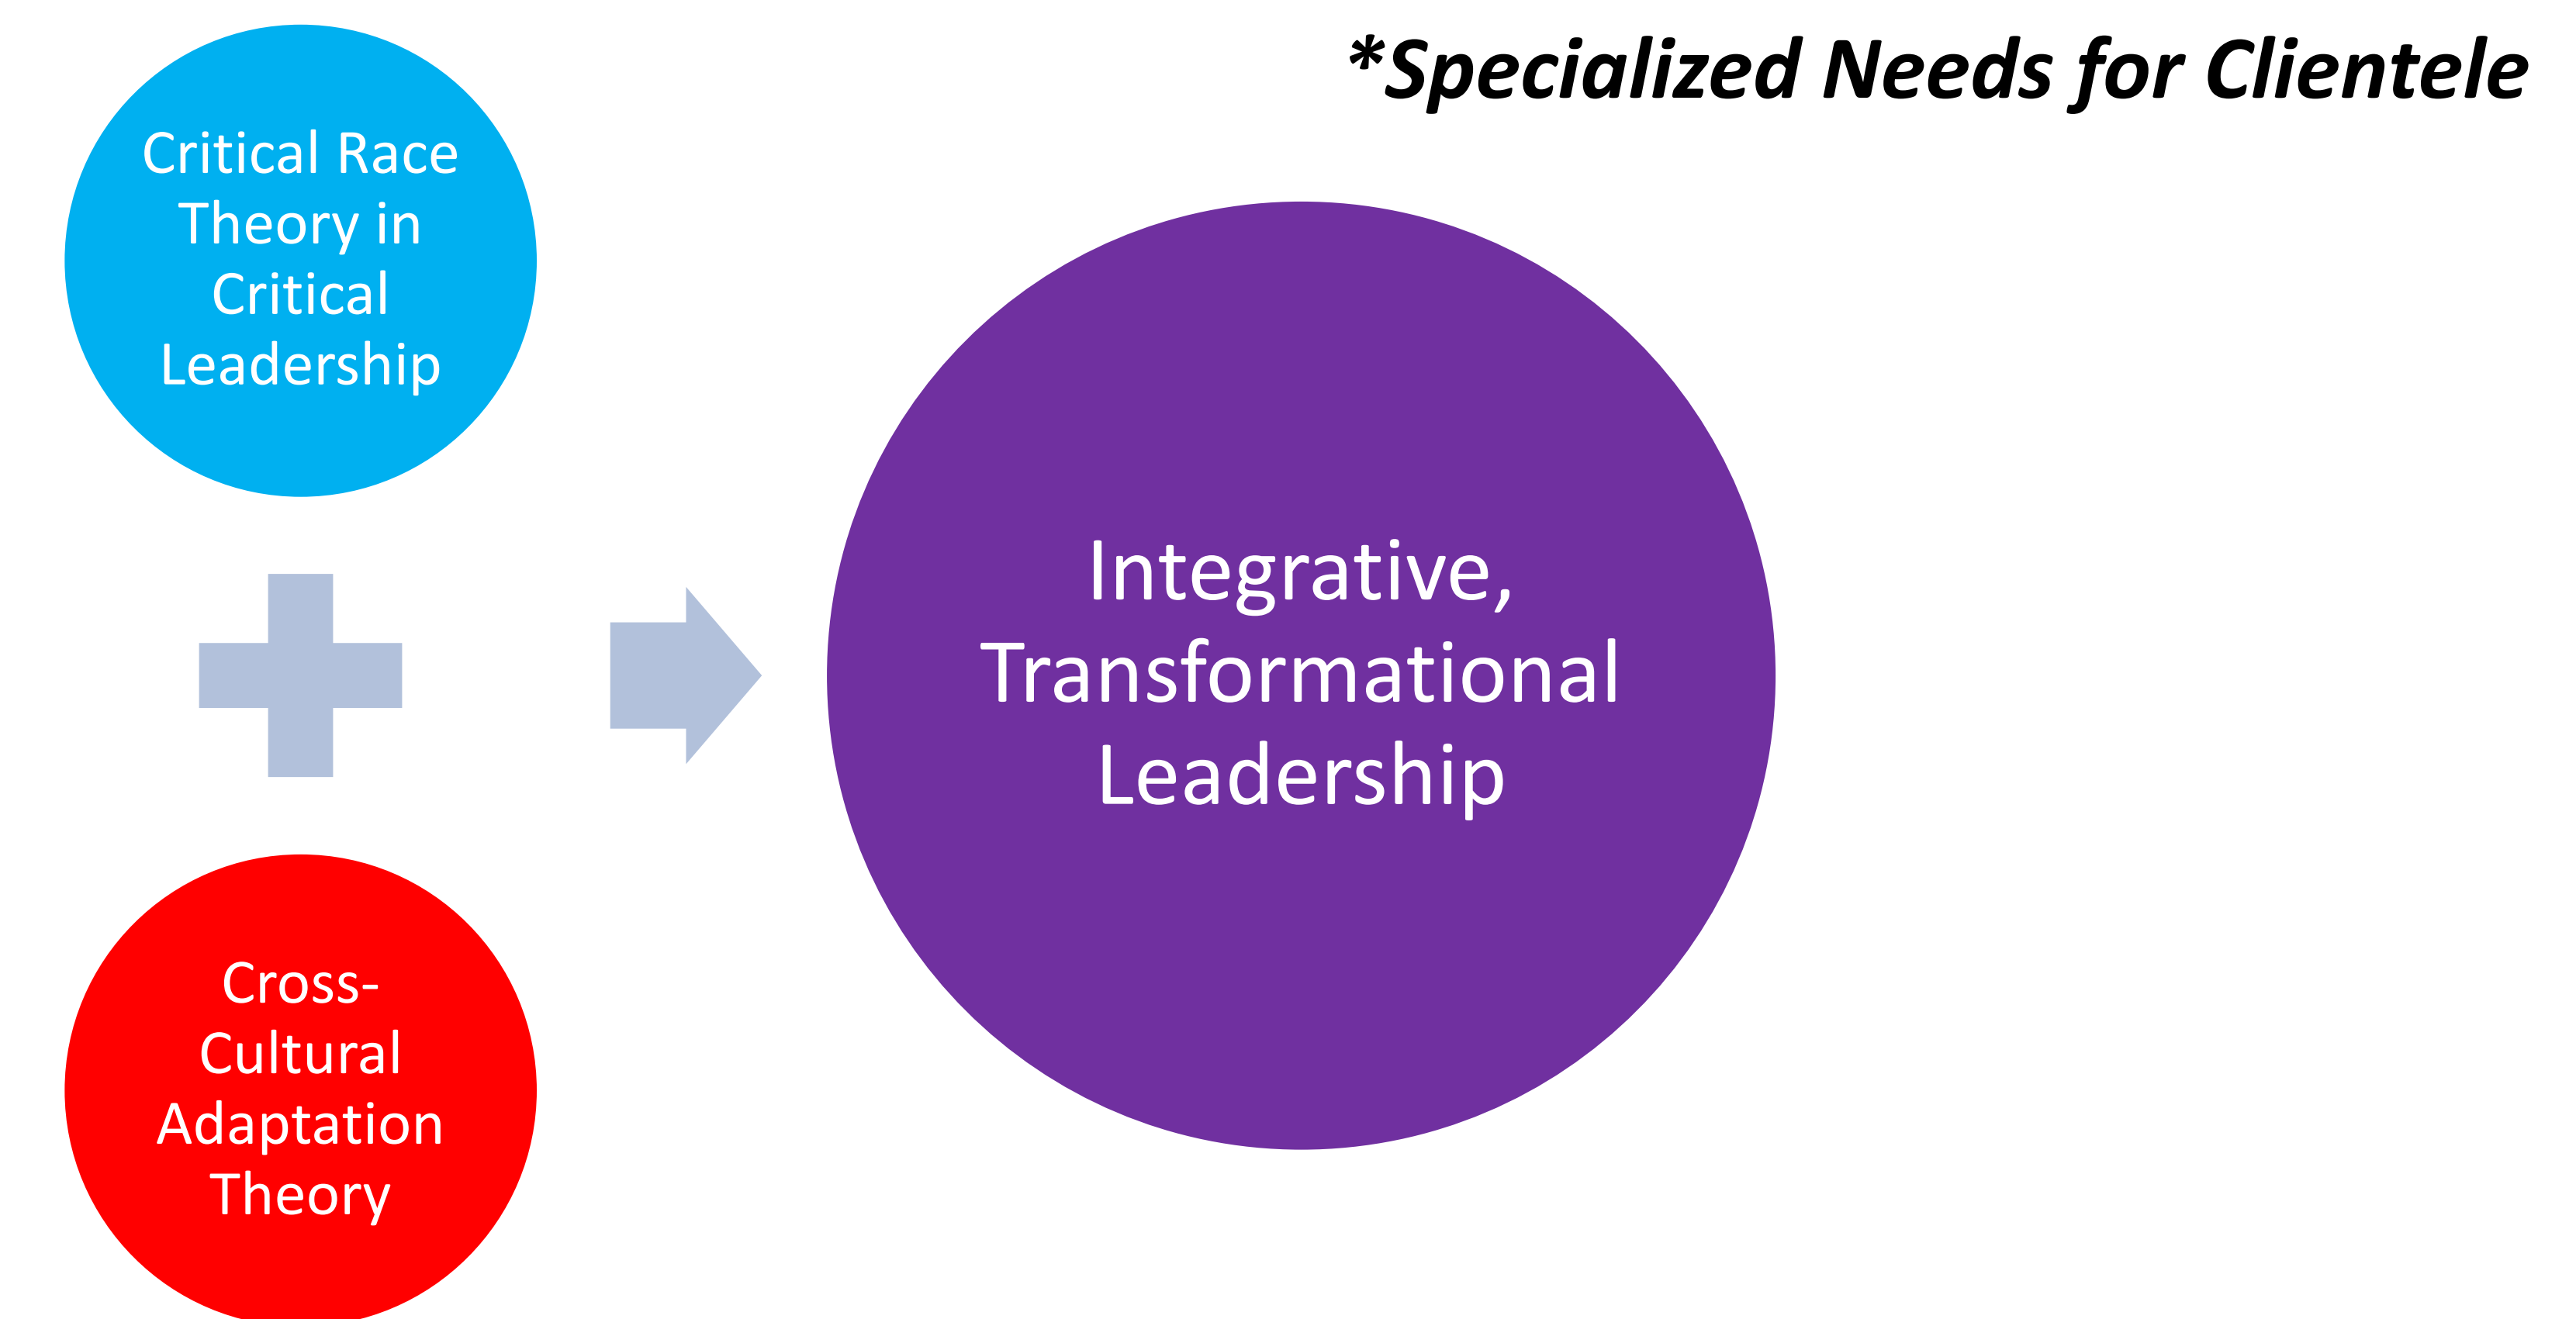 *Specialized Needs for Clientele
Critical Race
Theory in
Critical
Leadership
Cross-
Cultural
Adaptation
Theory
Integrative,
Transformational
Leadership